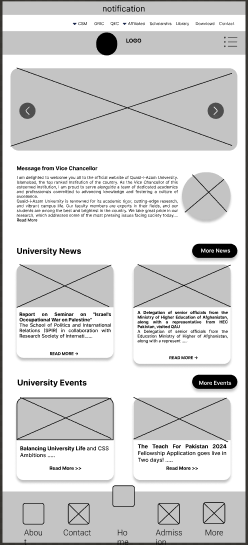 notification
CSM ORIC QEC Affiliates Scholarship Library Download Contact
LOGO
Message from Vice Chancellor
I am delighted to welcome you all to the official website of Quaid-i-Azam University,
Islamabad, the top ranked institution of the country. As the Vice Chancellor of this
esteemed institution, I am proud to serve alongside a team of dedicated academics
and professionals committed to advancing knowledge and fostering a culture of
excellence.
Quaid-i-Azam University is renowned for its academic rigor, cutting-edge research,
and vibrant campus life. Our faculty members are experts in their fields, and our
students are among the best and brightest in the country. We take great pride in our
research, which addresses some of the most pressing issues facing society today....
Read More
University News
More News
Report on Seminar on "Israel's
Occupational War on Palestine"
The School of Politics and International
Relations (SPIR) in collaboration with
Research Society of Internati.....
READ MORE →
A Delegation of senior officials from the
Ministry of Higher Education of Afghanistan,
along with a representative from HEC
Pakistan, visited QAU
A Delegation of senior officials from the
Ministry of Higher Education of Afghanistan,
along with a represent .....
READ MORE →
University Events
More Events
Balancing University Life and CSS
Ambitions .....
Read More >>
The Teach For Pakistan 2024
Fellowship Application goes live in
Two days! .....
Read More >>
Abou
t
Contact
Ho
me
Admiss
ion
More